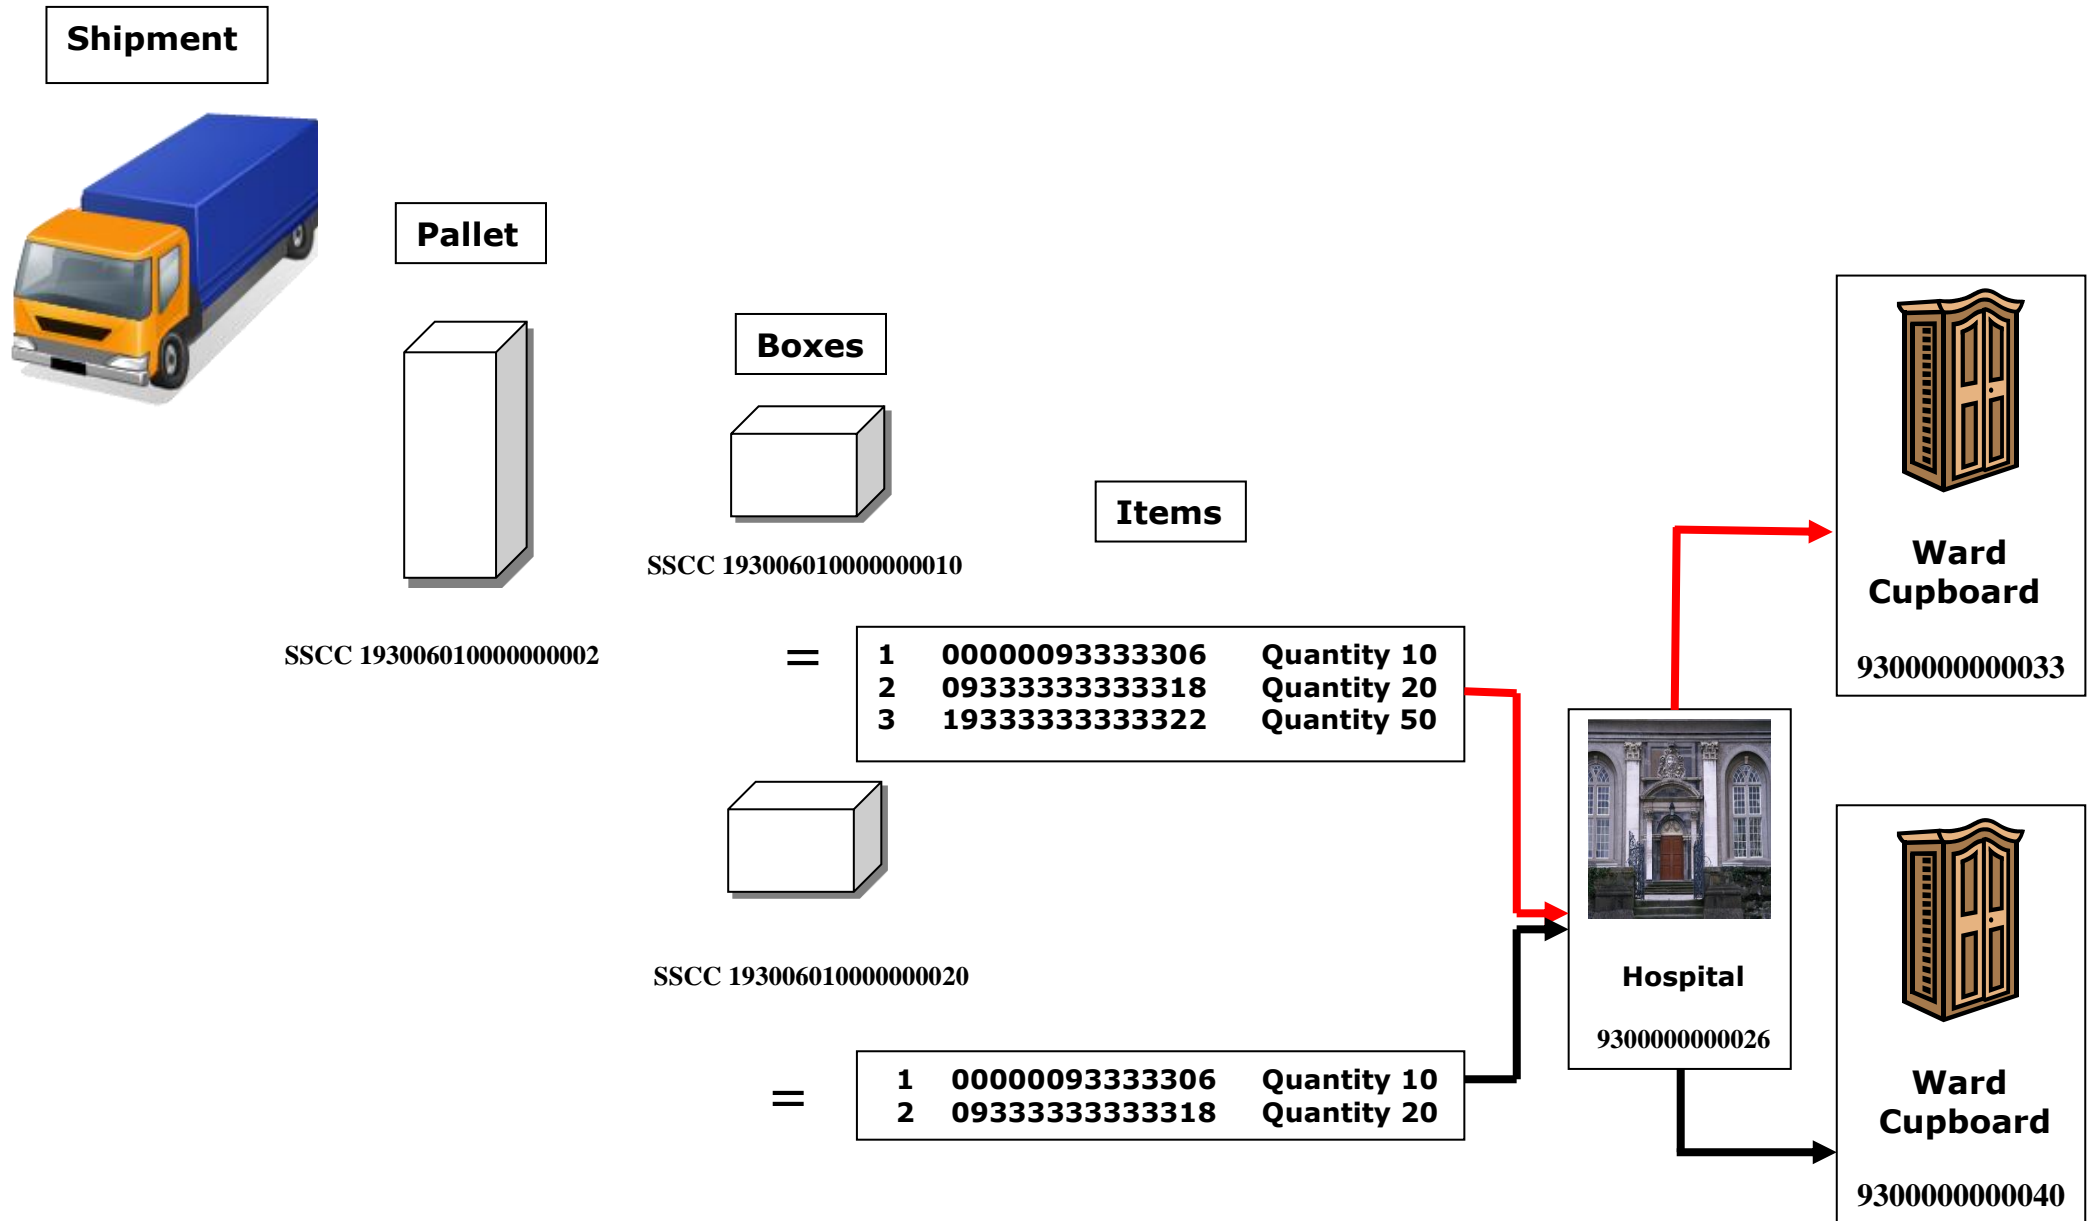 Shipment
Pallet
Boxes
SSCC 193006010000000010
Items
SSCC 193006010000000002
= 1 00000093333306 Quantity 10
2 09333333333318 Quantity 20
3 19333333333322 Quantity 50
SSCC 193006010000000020
= 1 00000093333306 Quantity 10
2 09333333333318 Quantity 20
Hospital
9300000000026
Ward
Cupboard
9300000000033
Ward
Cupboard
9300000000040